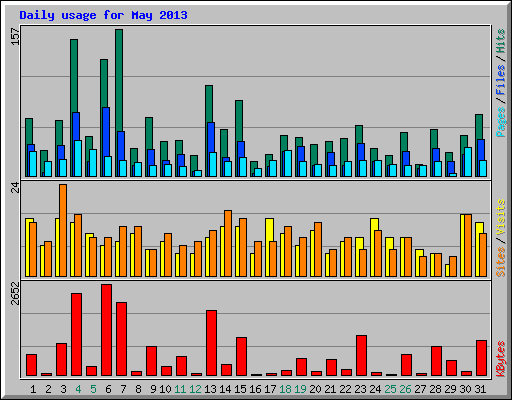 Daily usage for May 2013
157
Pages / Files / Hits
24
Sites / Visits
2652
KBytes
1 2 3 4 5 6 7 8 9 10 11 12 13 14 15 16 17 18 19 20 21 22 23 24 25 26 27 28 29 30 31